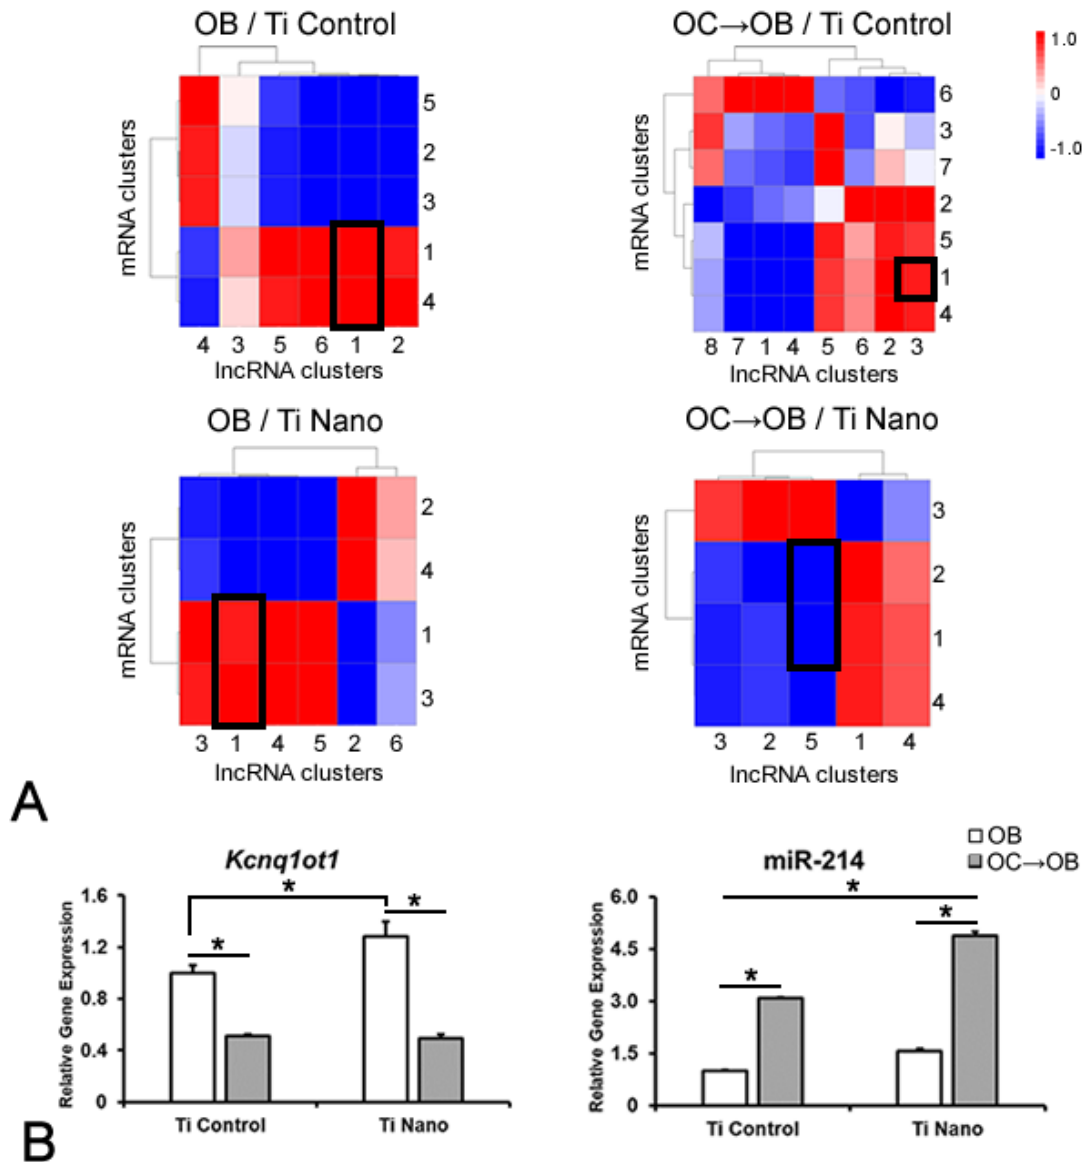 OB / Ti Control
mRNA clusters
5
2
3
1
4
4 3 5 6 1 2
lncRNA clusters
OC→OB / Ti Control
mRNA clusters
6
3
7
2
5
1
4
8 7 1 4 5 6 2 3
lncRNA clusters
1.0
0
-1.0
OB / Ti Nano
mRNA clusters
2
4
1
3
3 1 4 5 2 6
lncRNA clusters
OC→OB / Ti Nano
mRNA clusters
3
2
1
4
3 2 5 1 4
lncRNA clusters
A
Kcnq1ot1
Relative Gene Expression
1.6
1.2
0.8
0.4
0
*
*
*
Ti Control Ti Nano
miR-214
OB
OC→OB
Relative Gene Expression
6.0
4.5
3.0
1.5
0
*
*
*
Ti Control Ti Nano
B